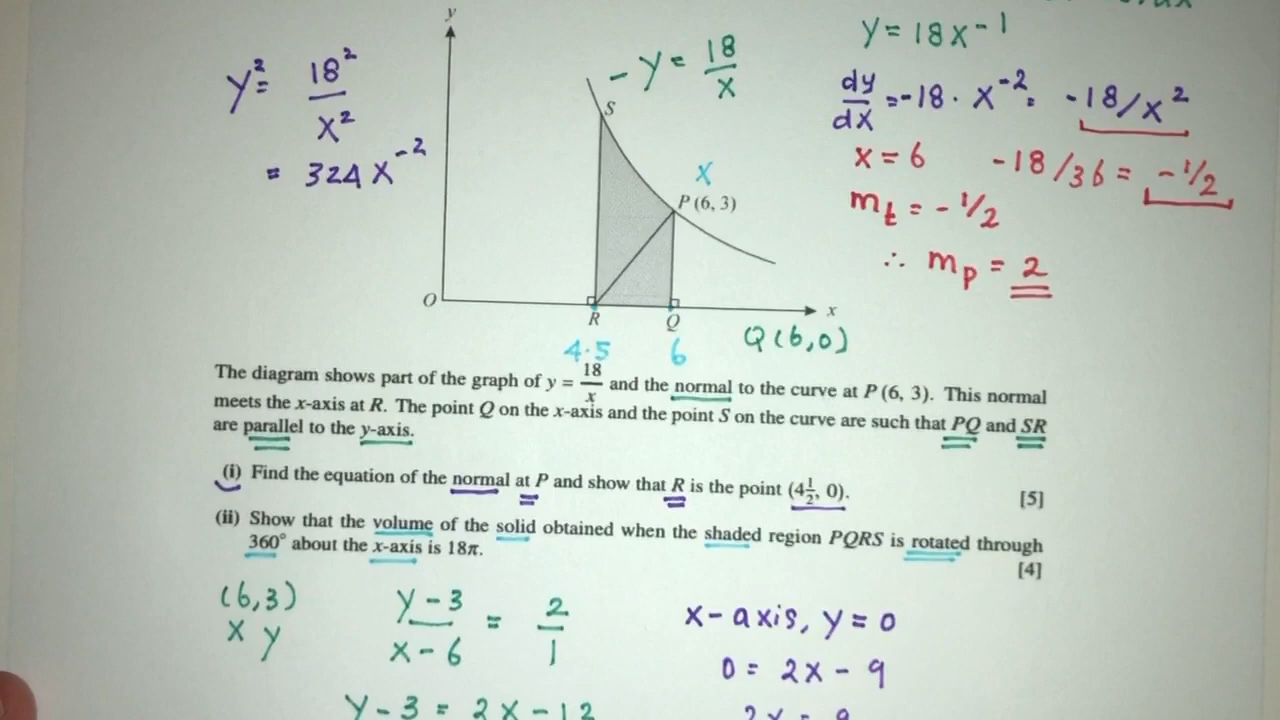 y
y² = 18² / x²
= 324x⁻²
- y = 18/x
y = 18x⁻¹
dy/dx = -18 · x⁻² = -18/x²
x = 6 -18/36 = -1/2
m_t = -1/2
∴ m_p = 2
S
x
P (6, 3)
O
R
Q
x
4.5
6
Q(6,0)
The diagram shows part of the graph of y = 18/x and the normal to the curve at P (6, 3). This normal
meets the x-axis at R. The point Q on the x-axis and the point S on the curve are such that PQ and SR
are parallel to the y-axis.
(i) Find the equation of the normal at P and show that R is the point (4½, 0). [5]
(ii) Show that the volume of the solid obtained when the shaded region PQRS is rotated through
360° about the x-axis is 18π. [4]
(6,3)
x y
y-3 / x-6 = 2/1
y-3 = 2x-12
x-axis, y=0
0 = 2x - 9
2x = 9